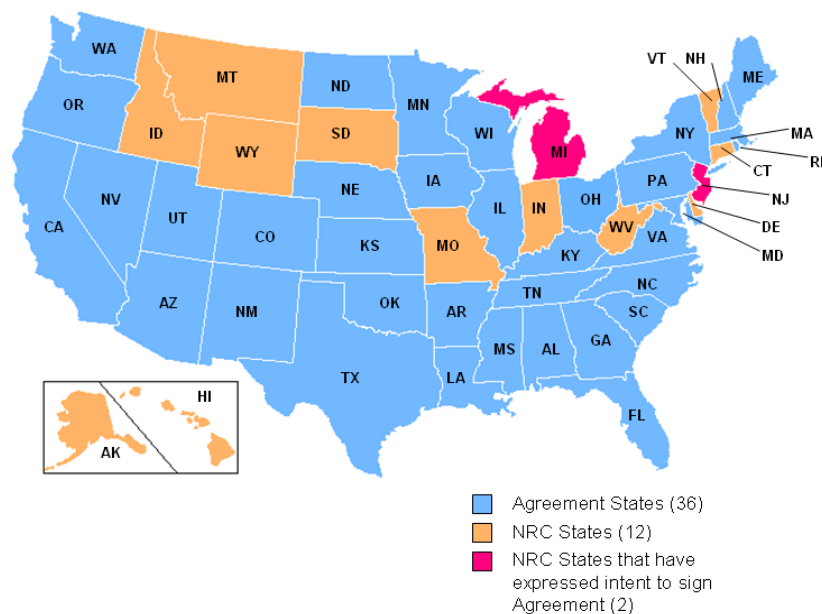 WA
MT
ND
MN
VT
NH
ME
OR
ID
SD
WI
MI
NY
MA
WY
RI
CT
NV
NE
IA
PA
NJ
UT
IL
IN
OH
DE
CA
CO
KS
MO
WV
VA
MD
KY
AZ
NM
OK
AR
TN
NC
SC
TX
LA
MS
AL
GA
HI
FL
AK
Agreement States (36)
NRC States (12)
NRC States that have
expressed intent to sign
Agreement (2)